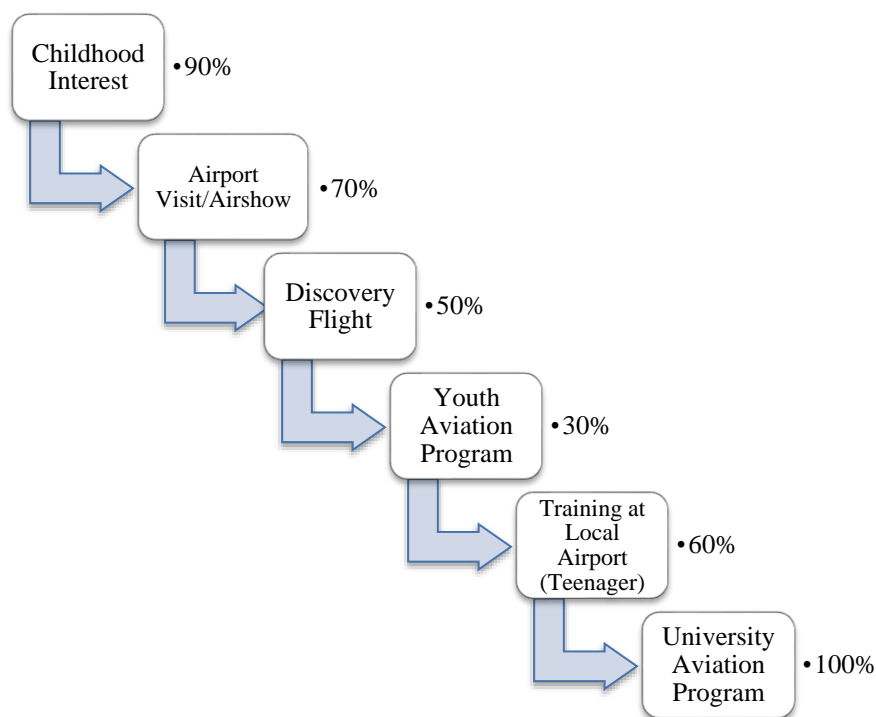 Childhood
Interest
•90%
Airport
Visit/Airshow
•70%
Discovery
Flight
•50%
Youth
Aviation
Program
•30%
Training at
Local
Airport
(Teenager)
•60%
University
Aviation
Program
•100%